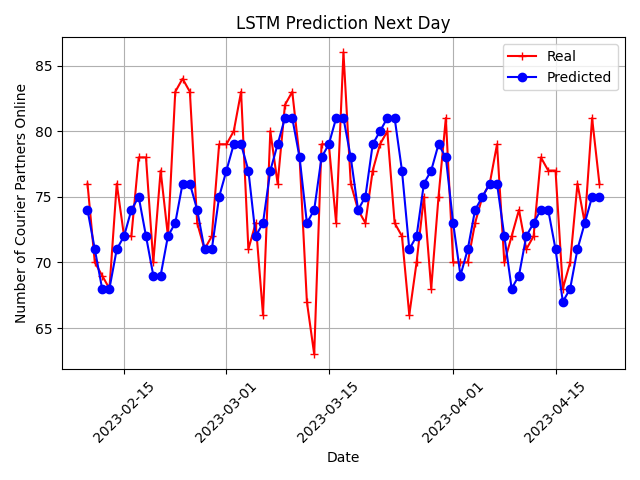 LSTM Prediction Next Day
Real
Predicted
85
80
75
70
65
Number of Courier Partners Online
2023-02-15
2023-03-01
2023-03-15
2023-04-01
2023-04-15
Date